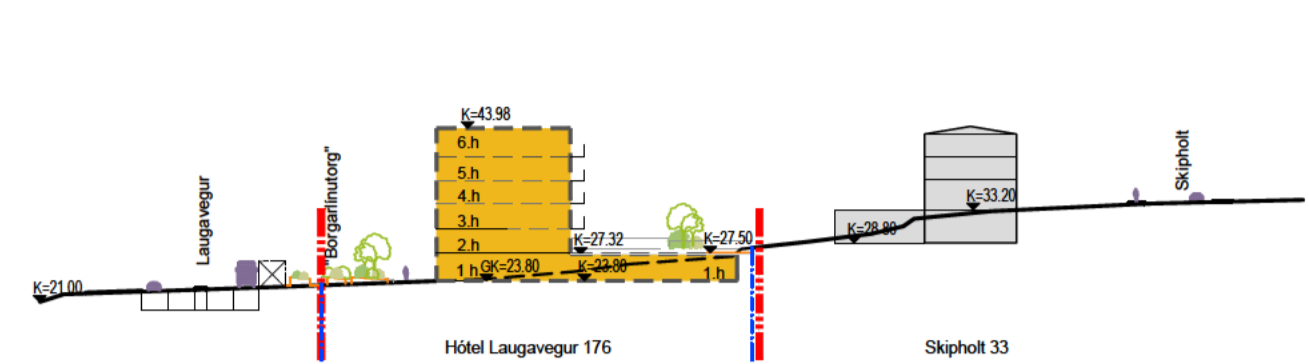 K=43.98
6.h
5.h
4.h
3.h
2.h
1 h
GK=23.80
K=23.80
1.h
K=27.32
K=27.50
K=21.00
Laugavegur
"Borgarlínutorg"
K=28.80
K=33.20
Skipholt
Hótel Laugavegur 176
Skipholt 33